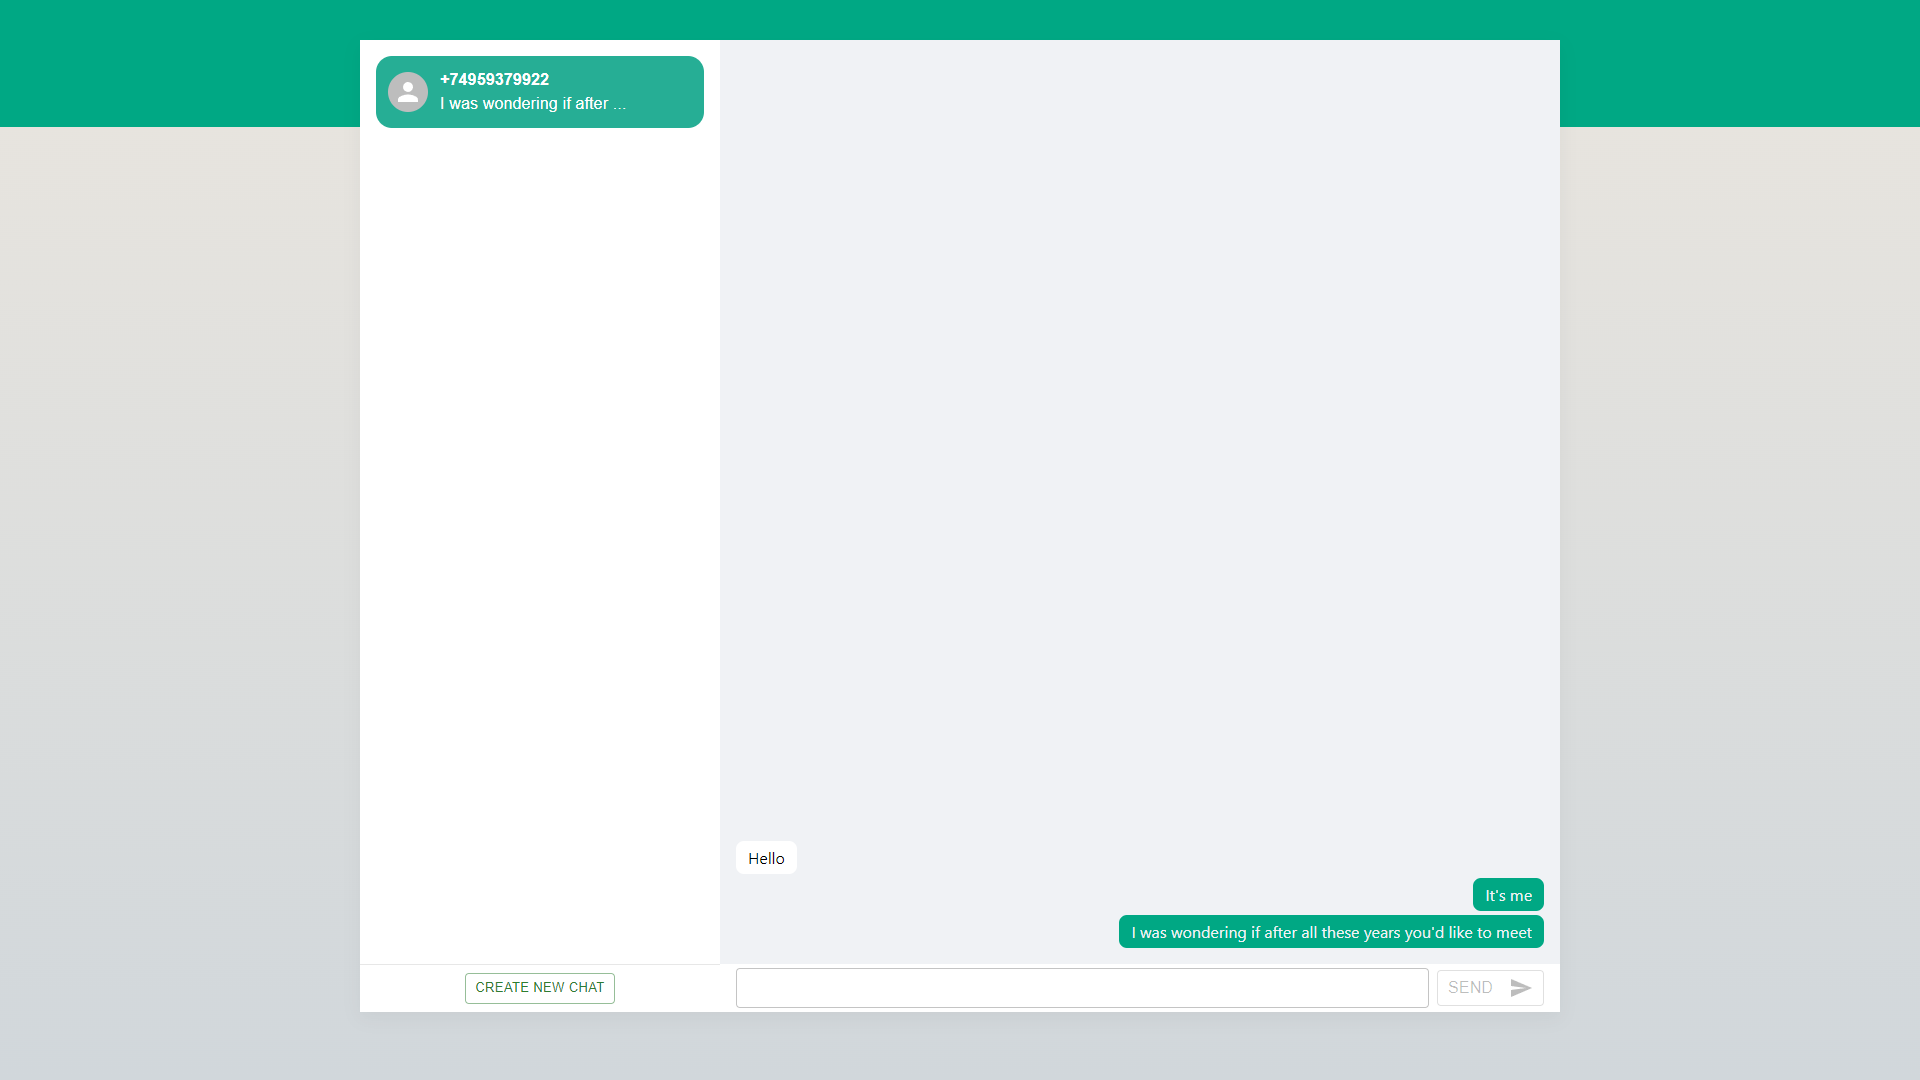 +74959379922
I was wondering if after ...
Hello
It's me
I was wondering if after all these years you'd like to meet
CREATE NEW CHAT
SEND